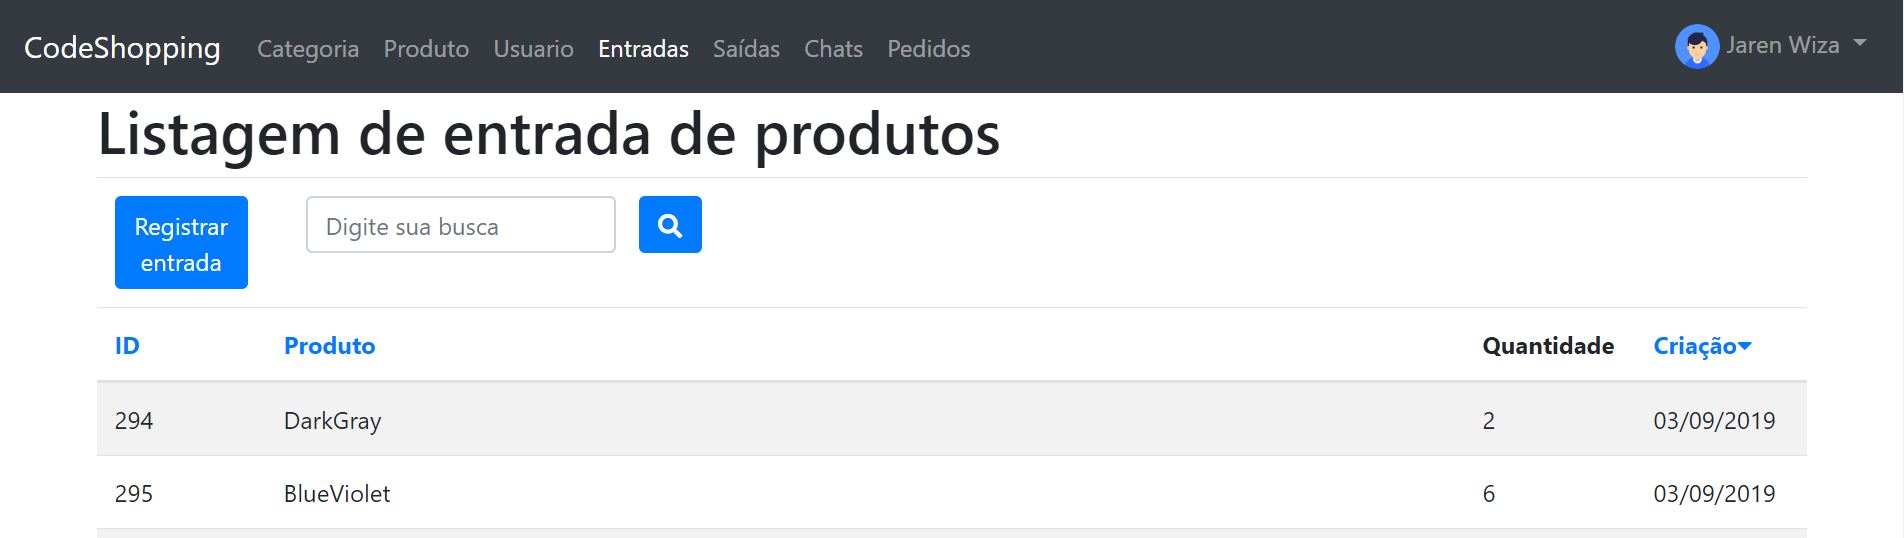 CodeShopping Categoria Produto Usuario Entradas Saídas Chats Pedidos Jaren Wiza
Listagem de entrada de produtos
Registrar
entrada
Digite sua busca
ID Produto Quantidade Criação
294 DarkGray 2 03/09/2019
295 BlueViolet 6 03/09/2019